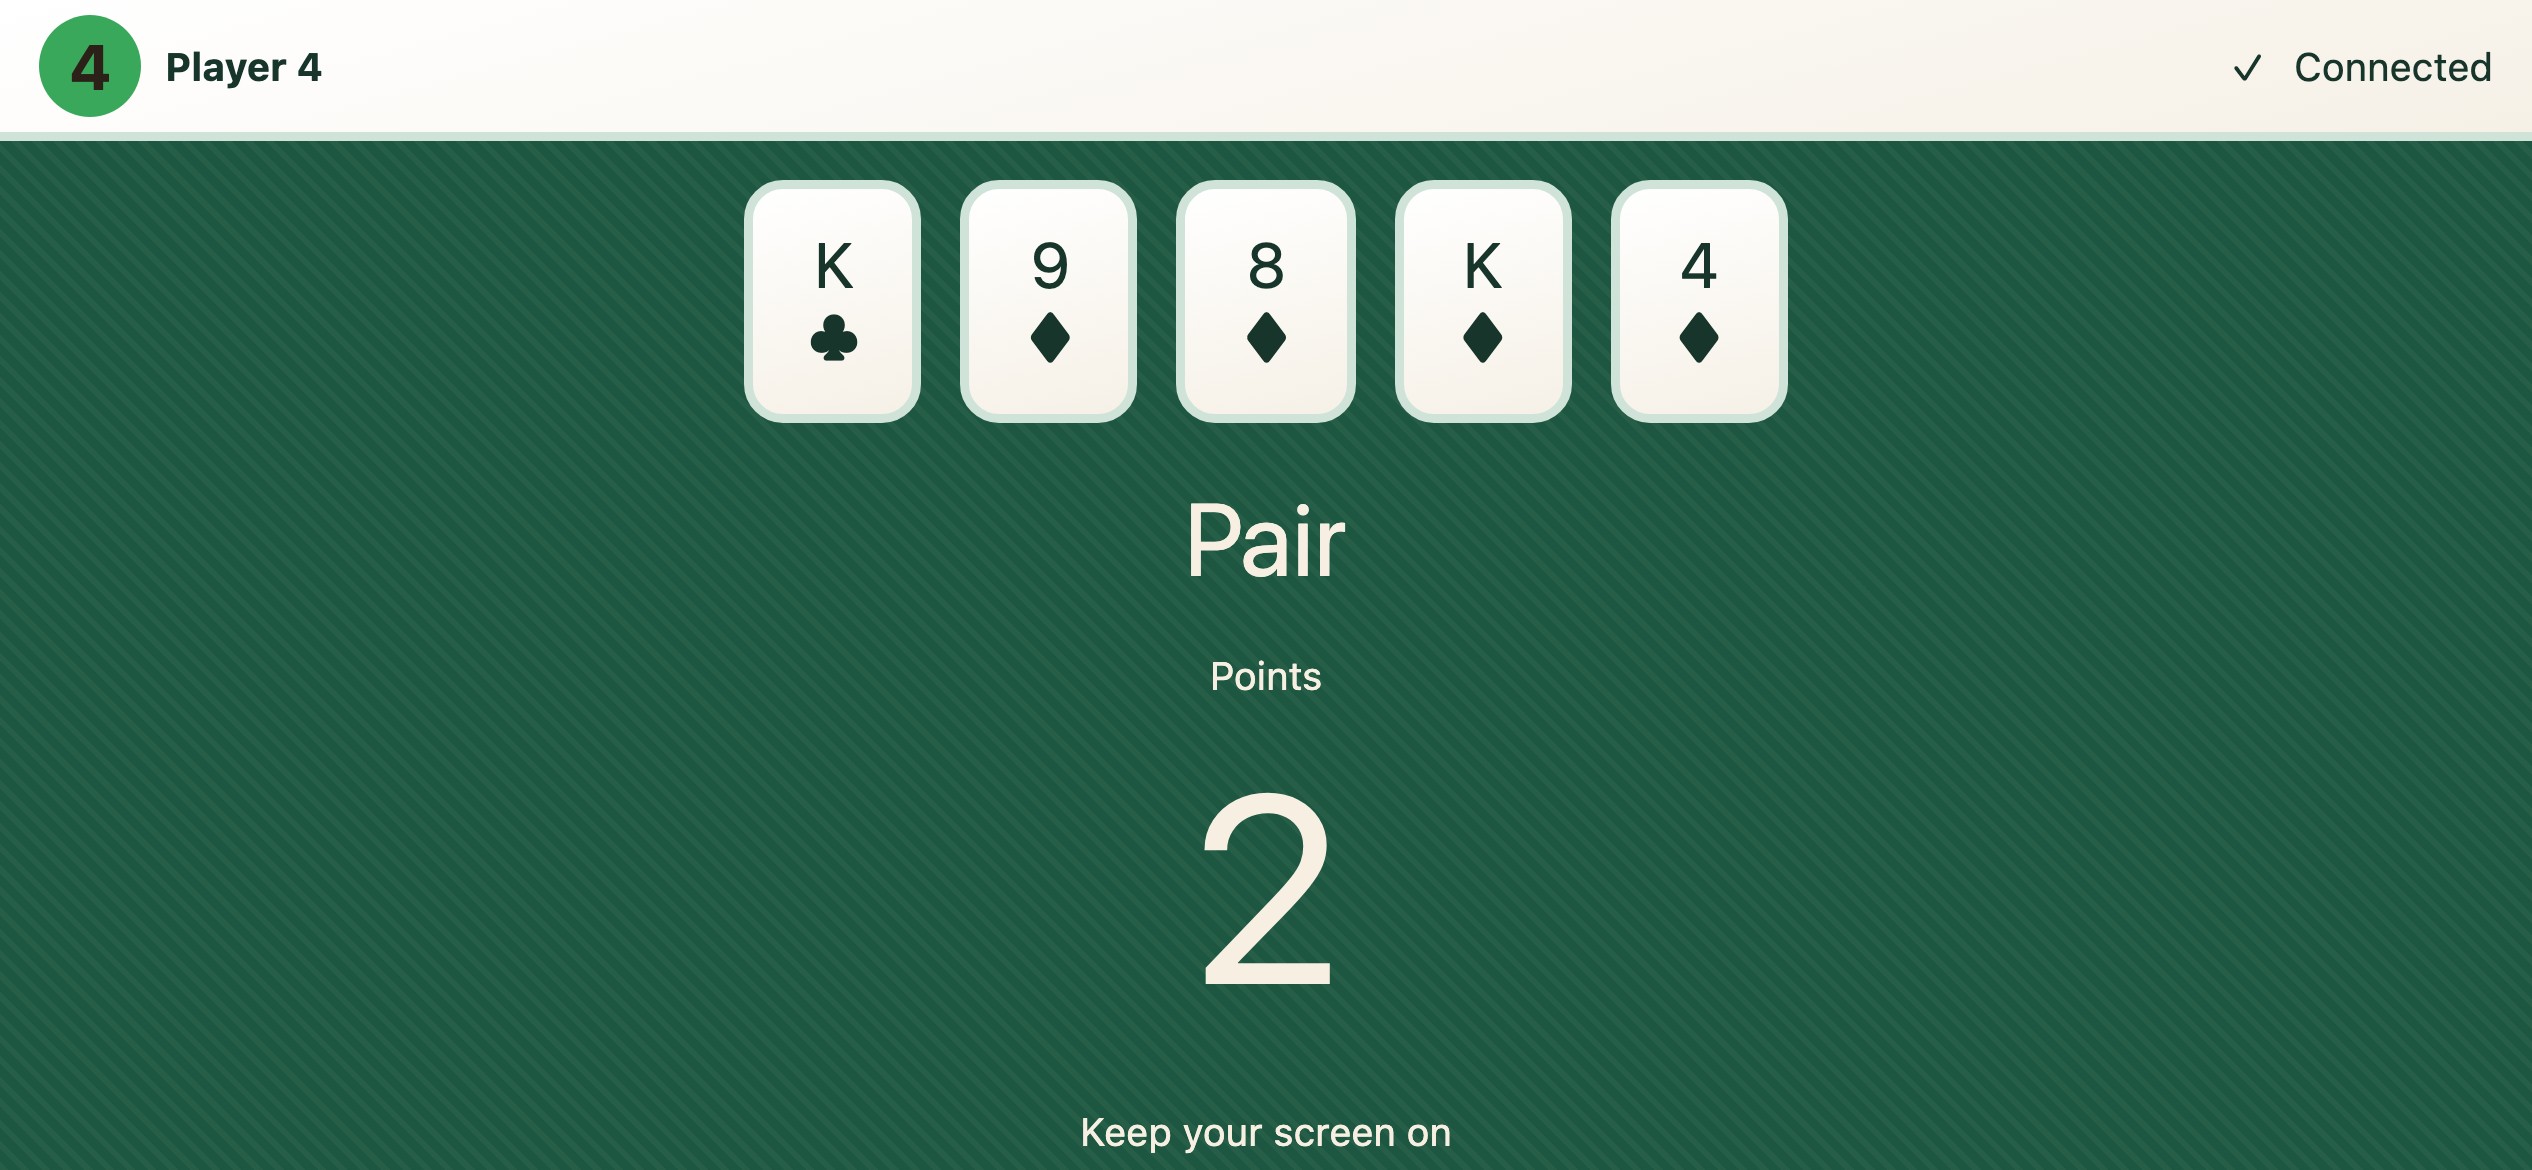 4 Player 4 ✓ Connected
K 9 8 K 4
♣ ♦ ♦ ♦ ♦
Pair
Points
2
Keep your screen on